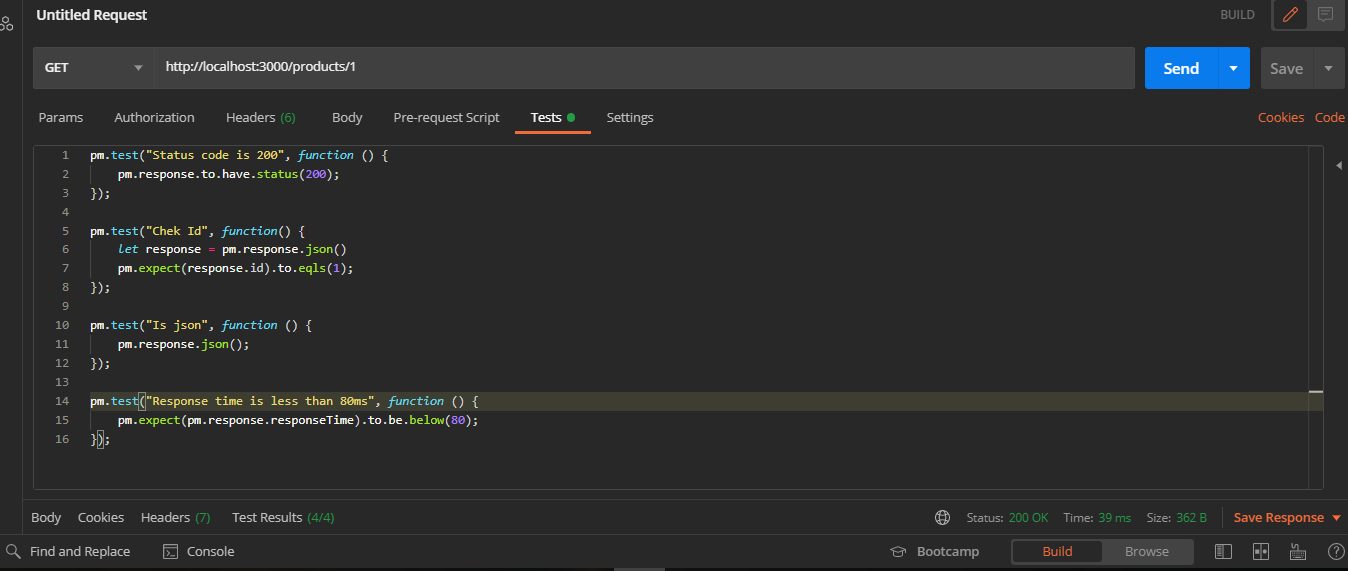 Untitled Request
BUILD
GET
http://localhost:3000/products/1
Send
Save
Params Authorization Headers (6) Body Pre-request Script Tests Settings Cookies Code
1 pm.test("Status code is 200", function () {
2 pm.response.to.have.status(200);
3 });
4
5 pm.test("Chek Id", function() {
6 let response = pm.response.json()
7 pm.expect(response.id).to.eqls(1);
8 });
9
10 pm.test("Is json", function () {
11 pm.response.json();
12 });
13
14 pm.test("Response time is less than 80ms", function () {
15 pm.expect(pm.response.responseTime).to.be.below(80);
16 });
Body Cookies Headers (7) Test Results (4/4) Status: 200 OK Time: 39 ms Size: 362 B Save Response
Find and Replace Console Bootcamp Build Browse